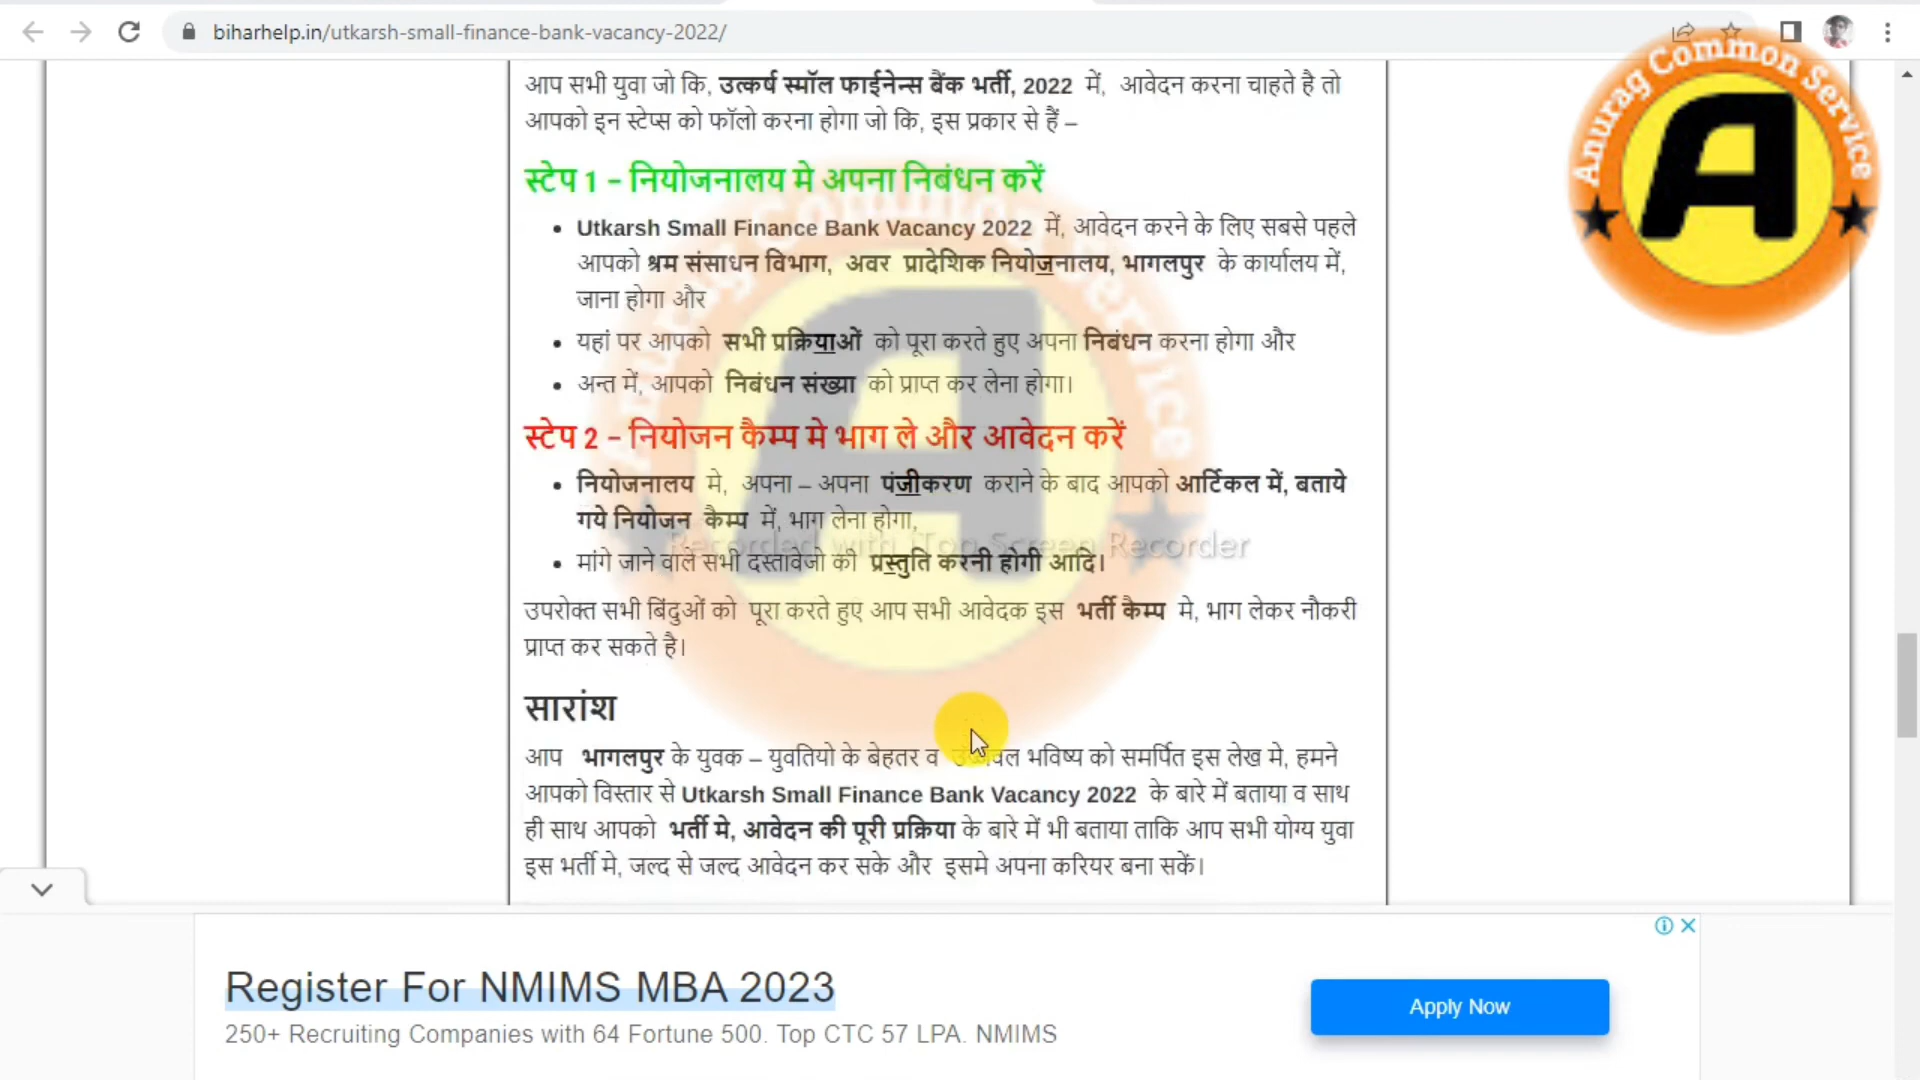 biharhelp.in/utkarsh-small-finance-bank-vacancy-2022/
Anurag Common Service
A
आप सभी युवा जो कि, उत्कर्ष स्मॉल फाईनेन्स बैंक भर्ती, 2022 में, आवेदन करना चाहते है तो
आपको इन स्टेप्स को फॉलो करना होगा जो कि, इस प्रकार से हैं –
स्टेप 1 – नियोजनालय मे अपना निबंधन करें
• Utkarsh Small Finance Bank Vacancy 2022 में, आवेदन करने के लिए सबसे पहले
आपको श्रम संसाधन विभाग, अवर प्रादेशिक नियोजनालय, भागलपुर के कार्यालय में,
जाना होगा और
• यहां पर आपको सभी प्रक्रियाओं को पूरा करते हुए अपना निबंधन करना होगा और
• अन्त में, आपको निबंधन संख्या को प्राप्त कर लेना होगा।
स्टेप 2 – नियोजन कैम्प मे भाग ले और आवेदन करें
• नियोजनालय मे, अपना – अपना पंजीकरण कराने के बाद आपको आर्टिकल में, बताये
गये नियोजन कैम्प में, भाग लेना होगा,
Recorded with iTop Screen Recorder
• मांगे जाने वाले सभी दस्तावेजो की प्रस्तुति करनी होगी आदि।
उपरोक्त सभी बिंदुओं को पूरा करते हुए आप सभी आवेदक इस भर्ती कैम्प मे, भाग लेकर नौकरी
प्राप्त कर सकते है।
सारांश
आप भागलपुर के युवक – युवतियो के बेहतर व भविष्य को समर्पित इस लेख मे, हमने
आपको विस्तार से Utkarsh Small Finance Bank Vacancy 2022 के बारे में बताया व साथ
ही साथ आपको भर्ती मे, आवेदन की पूरी प्रक्रिया के बारे में भी बताया ताकि आप सभी योग्य युवा
इस भर्ती मे, जल्द से जल्द आवेदन कर सके और इसमे अपना करियर बना सकें।
Register For NMIMS MBA 2023
250+ Recruiting Companies with 64 Fortune 500. Top CTC 57 LPA. NMIMS
Apply Now